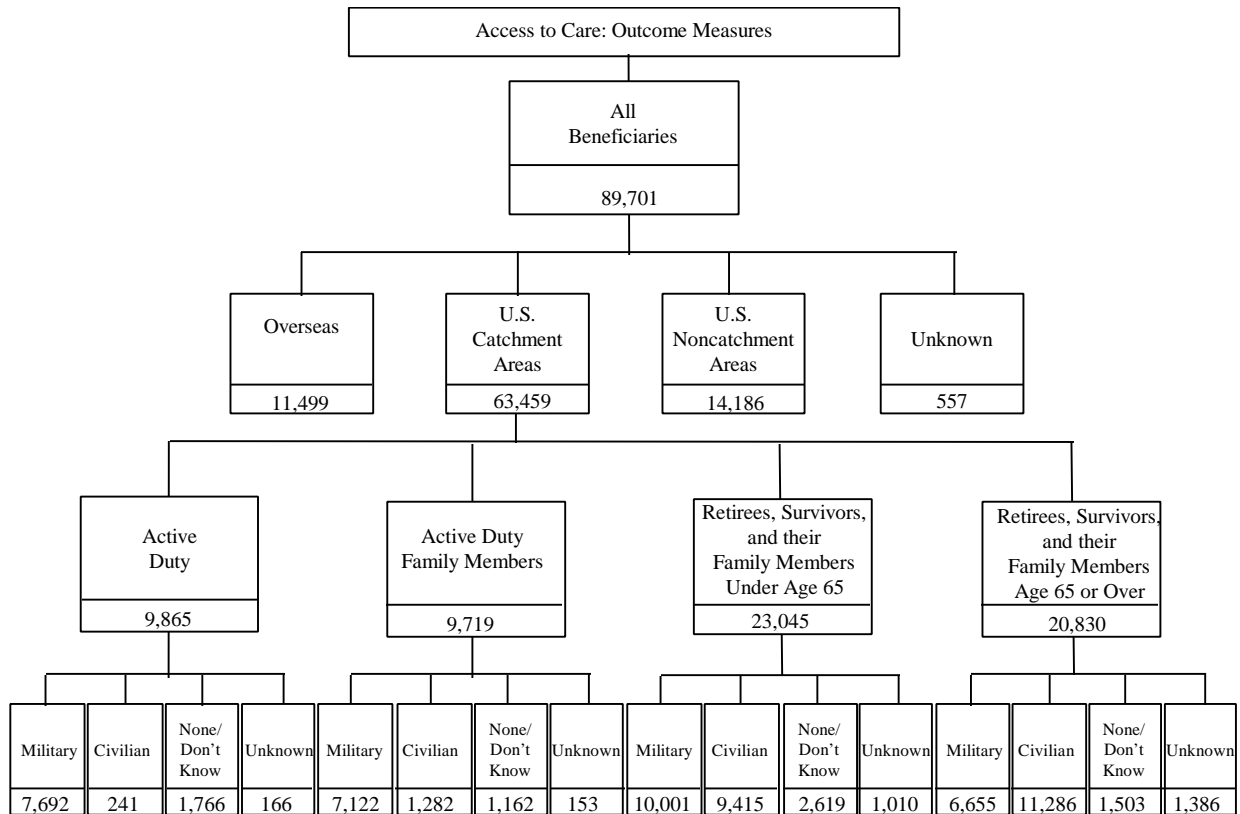 Access to Care: Outcome Measures
All
Beneficiaries
89,701
Overseas
11,499
U.S.
Catchment
Areas
63,459
U.S.
Noncatchment
Areas
14,186
Unknown
557
Active
Duty
9,865
Active Duty
Family Members
9,719
Retirees, Survivors,
and their
Family Members
Under Age 65
23,045
Retirees, Survivors,
and their
Family Members
Age 65 or Over
20,830
Military
7,692
Civilian
241
None/
Don't
Know
1,766
Unknown
166
Military
7,122
Civilian
1,282
None/
Don't
Know
1,162
Unknown
153
Military
10,001
Civilian
9,415
None/
Don't
Know
2,619
Unknown
1,010
Military
6,655
Civilian
11,286
None/
Don't
Know
1,503
Unknown
1,386